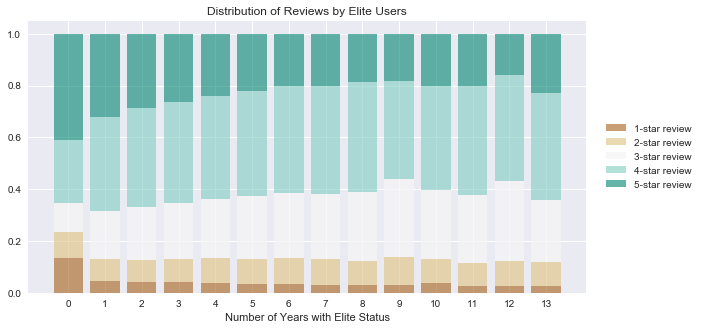 Distribution of Reviews by Elite Users
1.0
0.8
0.6
0.4
0.2
0.0
0 1 2 3 4 5 6 7 8 9 10 11 12 13
Number of Years with Elite Status
1-star review
2-star review
3-star review
4-star review
5-star review